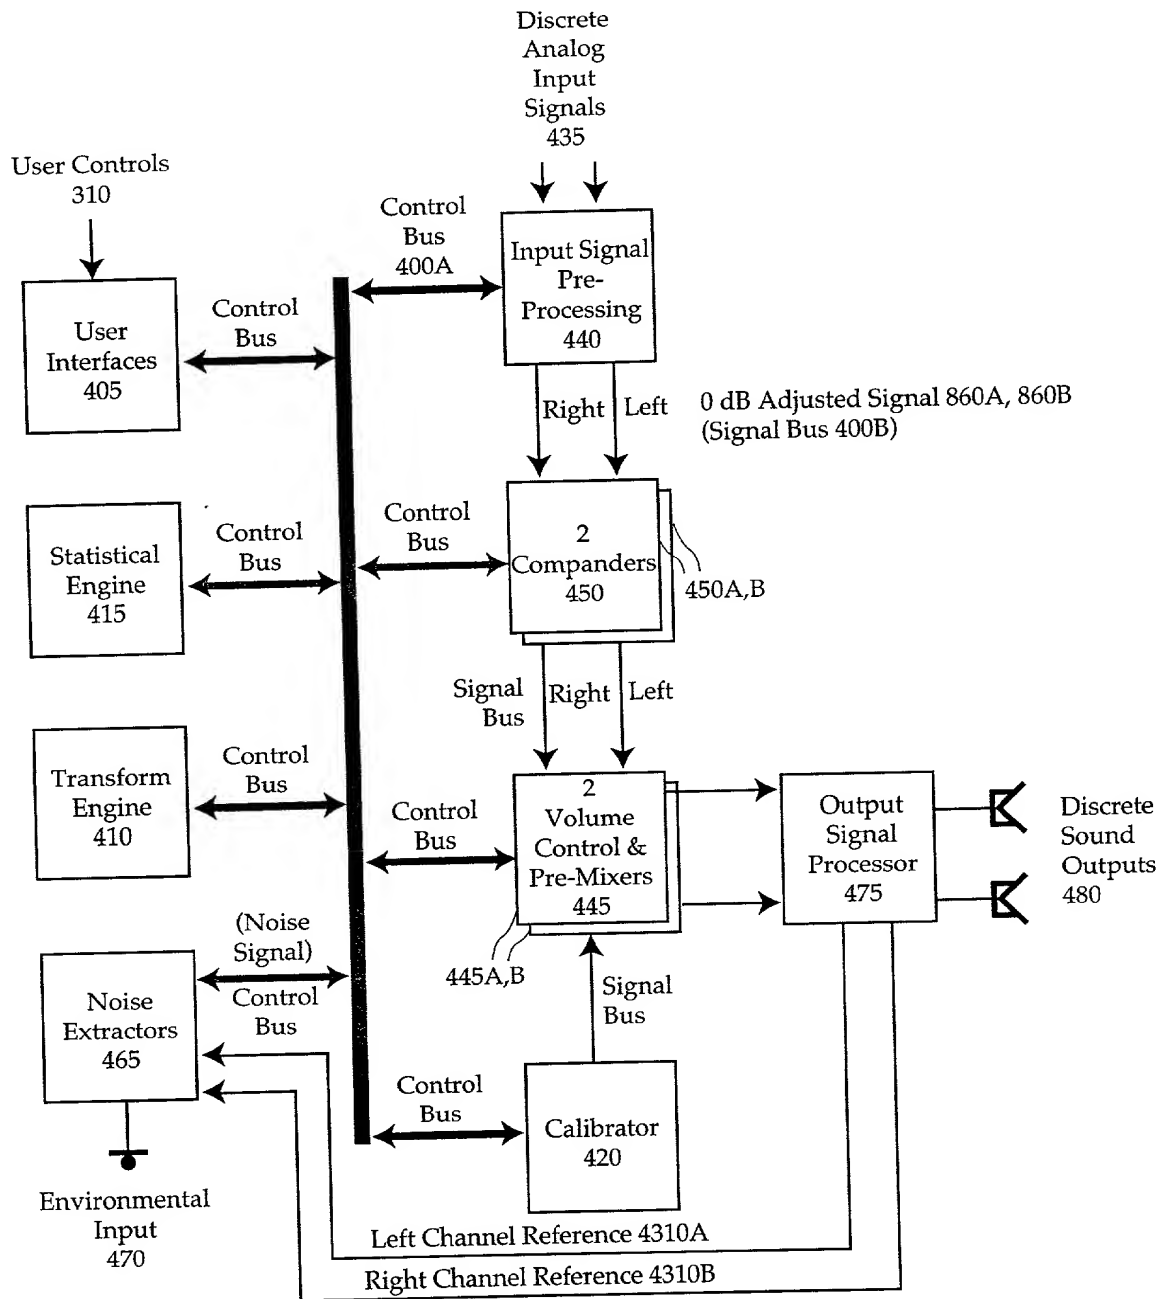 Discrete
Analog
Input
Signals
435
User Controls
310
Control
Bus
400A
Input Signal
Pre-
Processing
440
User
Interfaces
405
Control
Bus
Right
Left
0 dB Adjusted Signal 860A, 860B
(Signal Bus 400B)
Statistical
Engine
415
Control
Bus
Control
Bus
2
Companders
450
450A,B
Signal
Bus
Right
Left
Transform
Engine
410
Control
Bus
Control
Bus
2
Volume
Control &
Pre-Mixers
445
445A,B
Output
Signal
Processor
475
Discrete
Sound
Outputs
480
(Noise
Signal)
Control
Bus
Noise
Extractors
465
Signal
Bus
Control
Bus
Calibrator
420
Environmental
Input
470
Left Channel Reference 4310A
Right Channel Reference 4310B